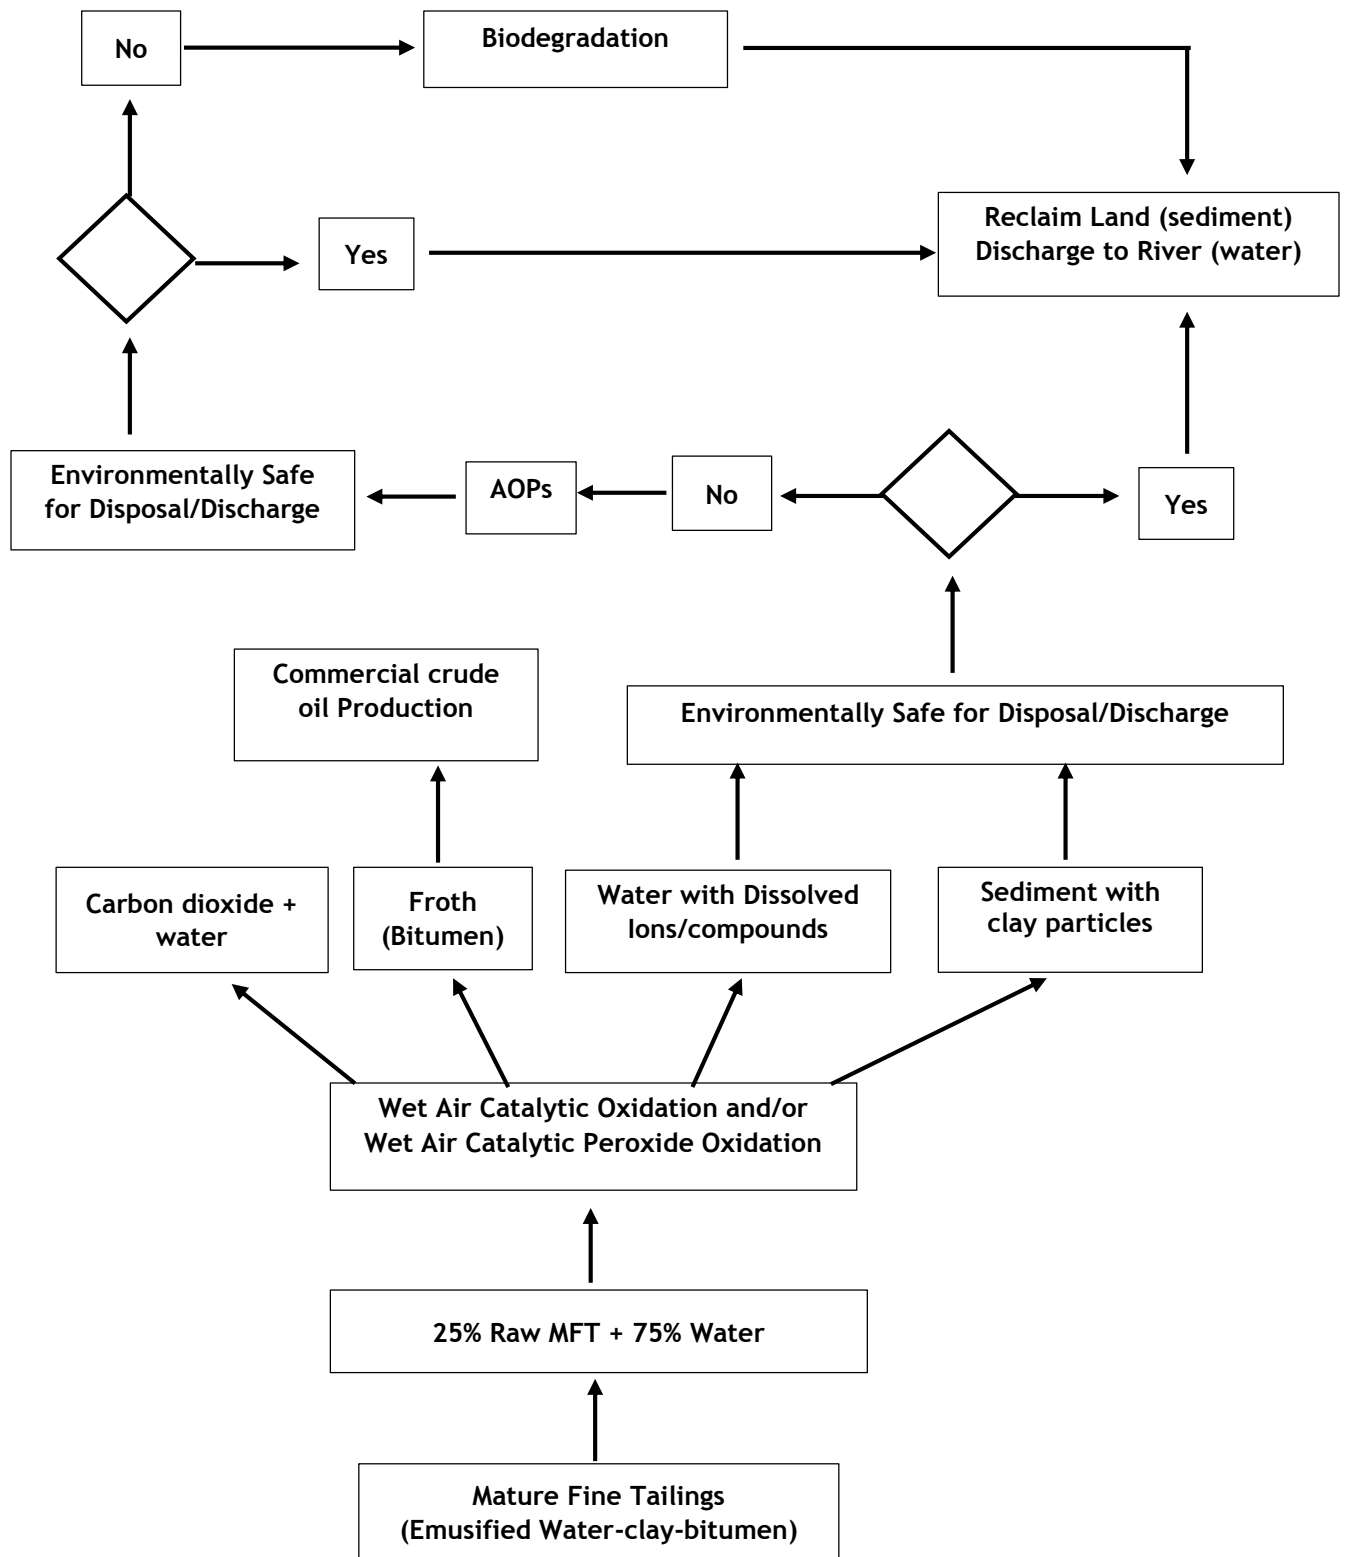 No
Biodegradation
Reclaim Land (sediment)
Discharge to River (water)
Yes
Environmentally Safe
for Disposal/Discharge
AOPs
No
Yes
Commercial crude
oil Production
Environmentally Safe for Disposal/Discharge
Carbon dioxide +
water
Froth
(Bitumen)
Water with Dissolved
Ions/compounds
Sediment with
clay particles
Wet Air Catalytic Oxidation and/or
Wet Air Catalytic Peroxide Oxidation
25% Raw MFT + 75% Water
Mature Fine Tailings
(Emusified Water-clay-bitumen)